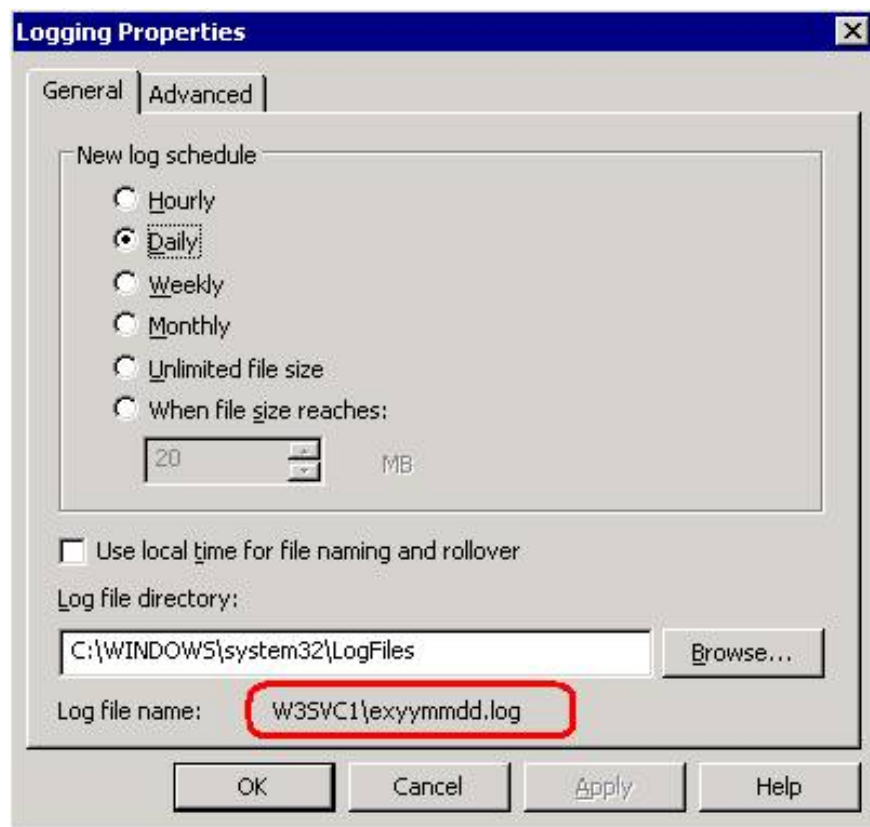 Logging Properties
General Advanced
New log schedule
Hourly
Daily
Weekly
Monthly
Unlimited file size
When file size reaches:
20 MB
Use local time for file naming and rollover
Log file directory:
C:\WINDOWS\system32\LogFiles Browse...
Log file name: W3SVC1\exyymmdd.log
OK Cancel Apply Help